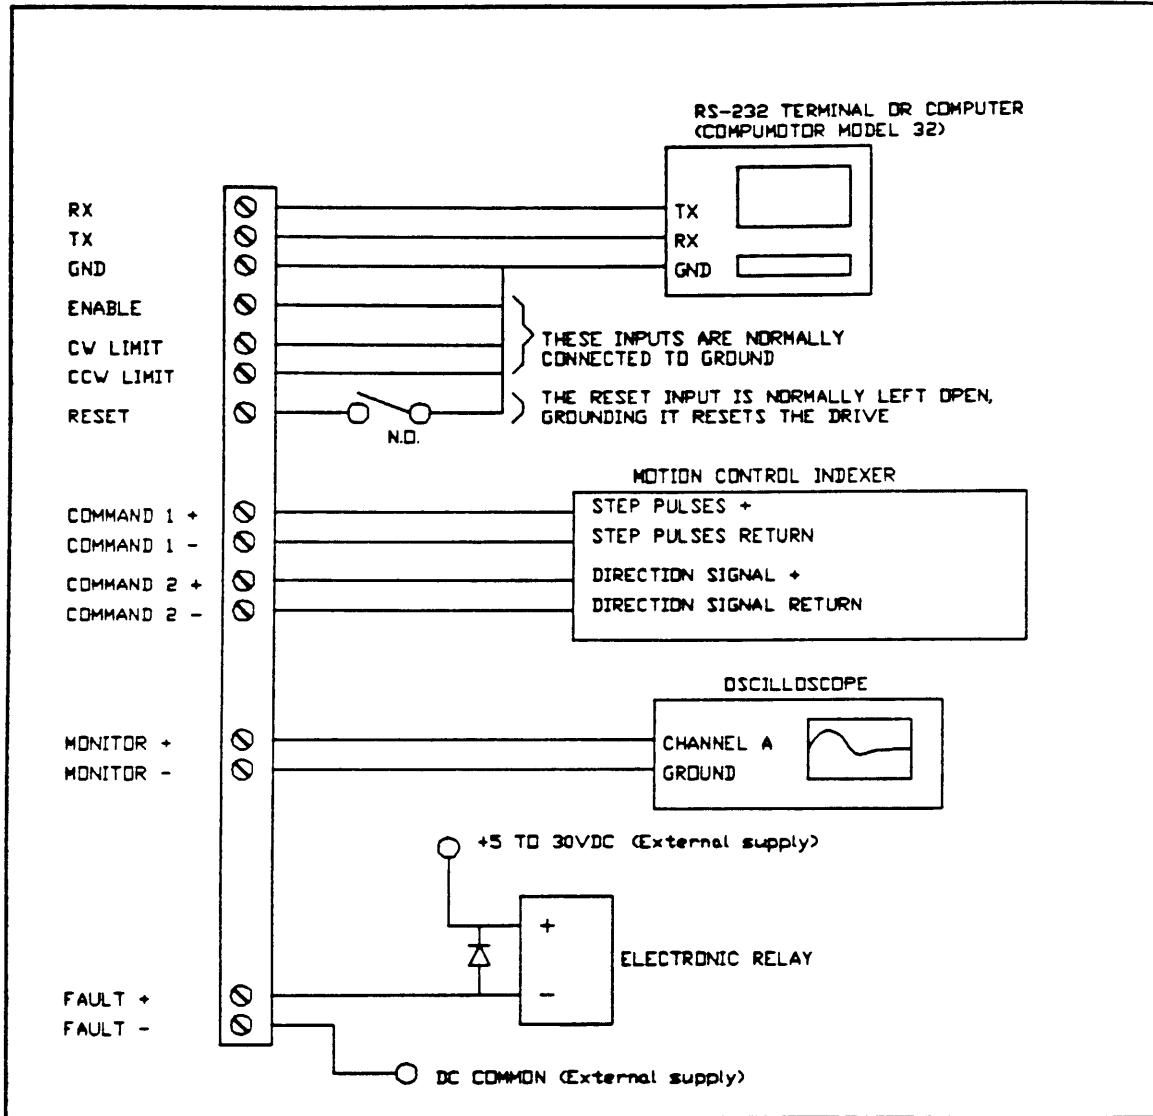 RS-232 TERMINAL OR COMPUTER
(COMPUMOTOR MODEL 32)
RX
TX
GND
ENABLE
CW LIMIT
CCW LIMIT
RESET
TX
RX
GND
THESE INPUTS ARE NORMALLY
CONNECTED TO GROUND
THE RESET INPUT IS NORMALLY LEFT OPEN,
GROUNDING IT RESETS THE DRIVE
N.O.
MOTION CONTROL INDEXER
COMMAND 1 +
COMMAND 1 -
COMMAND 2 +
COMMAND 2 -
STEP PULSES +
STEP PULSES RETURN
DIRECTION SIGNAL +
DIRECTION SIGNAL RETURN
OSCILLOSCOPE
MONITOR +
MONITOR -
CHANNEL A
GROUND
+5 TO 30VDC (External supply)
+
-
ELECTRONIC RELAY
FAULT +
FAULT -
DC COMMON (External supply)